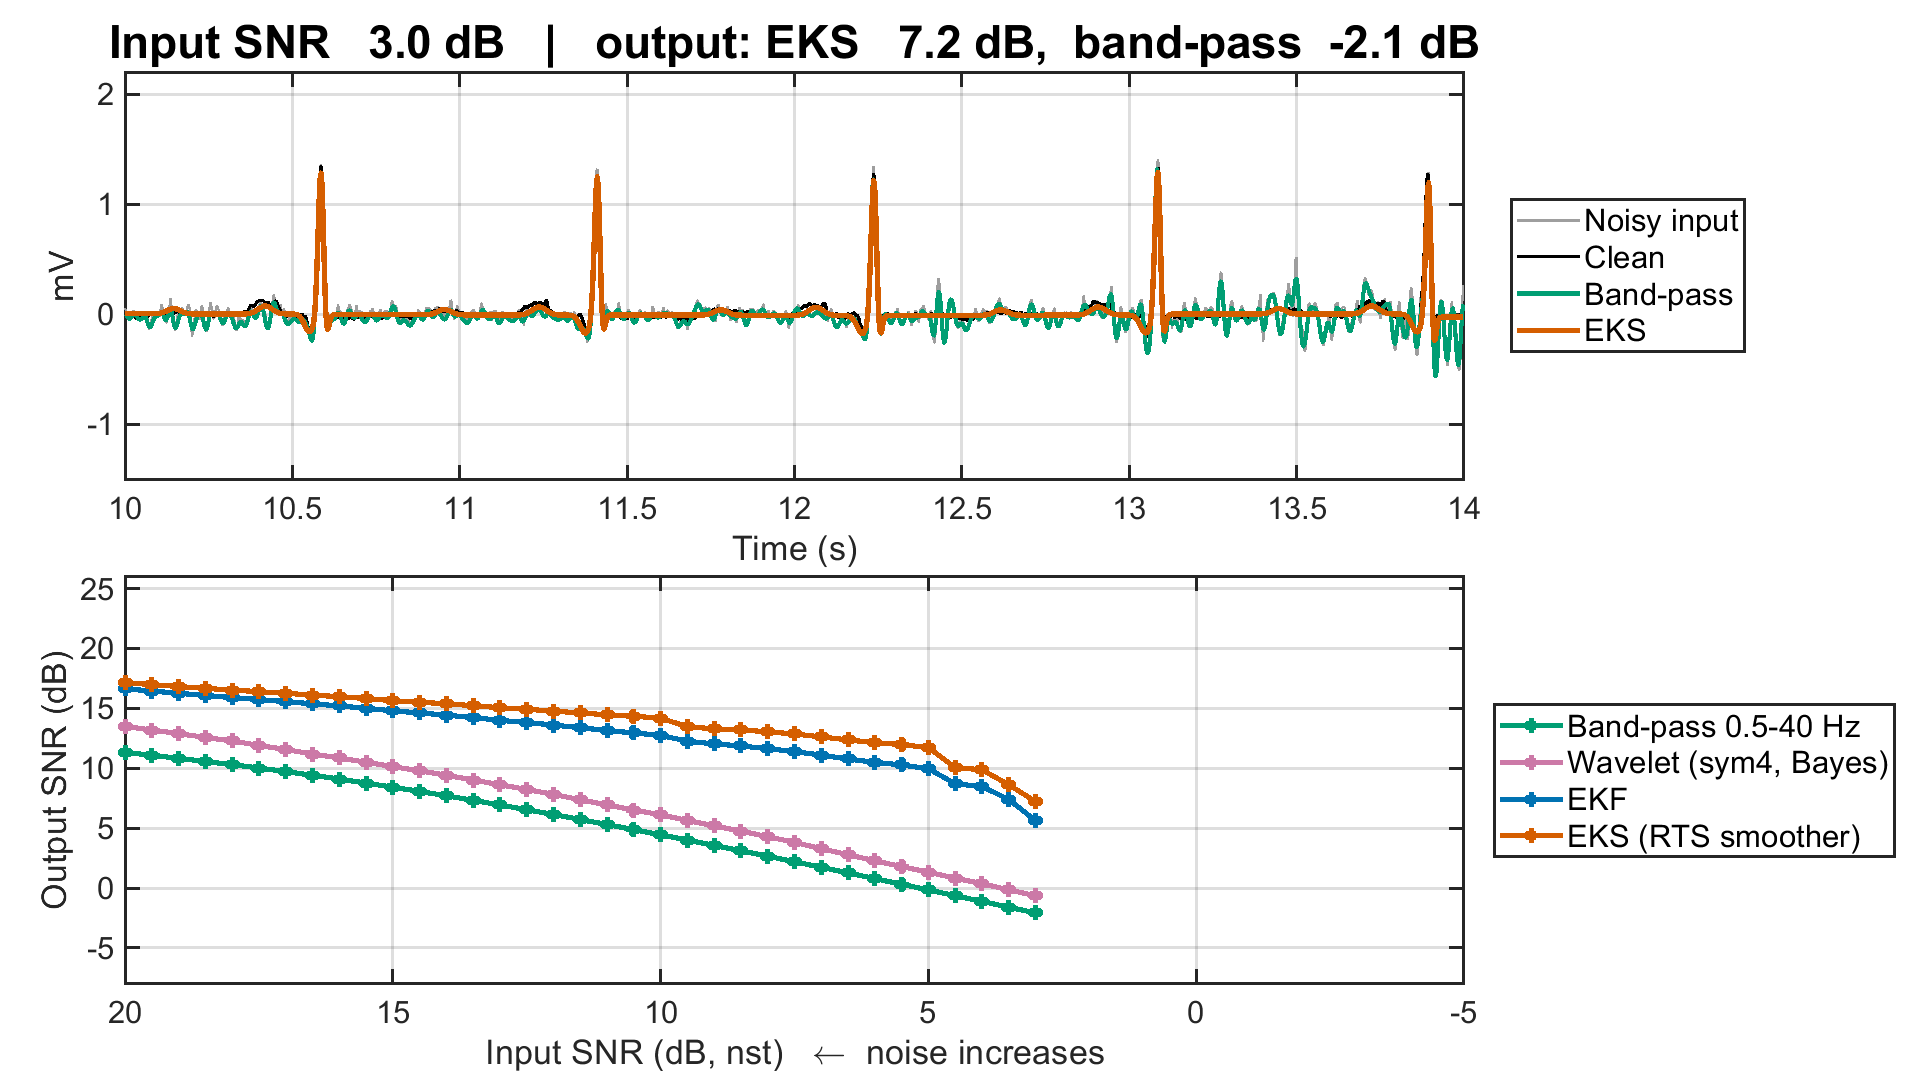 Input SNR 3.0 dB | output: EKS 7.2 dB, band-pass -2.1 dB
2
1
0
-1
mV
10 10.5 11 11.5 12 12.5 13 13.5 14
Time (s)
Noisy input
Clean
Band-pass
EKS
25
20
15
10
5
0
-5
Output SNR (dB)
20 15 10 5 0 -5
Input SNR (dB, nst) ← noise increases
Band-pass 0.5-40 Hz
Wavelet (sym4, Bayes)
EKF
EKS (RTS smoother)